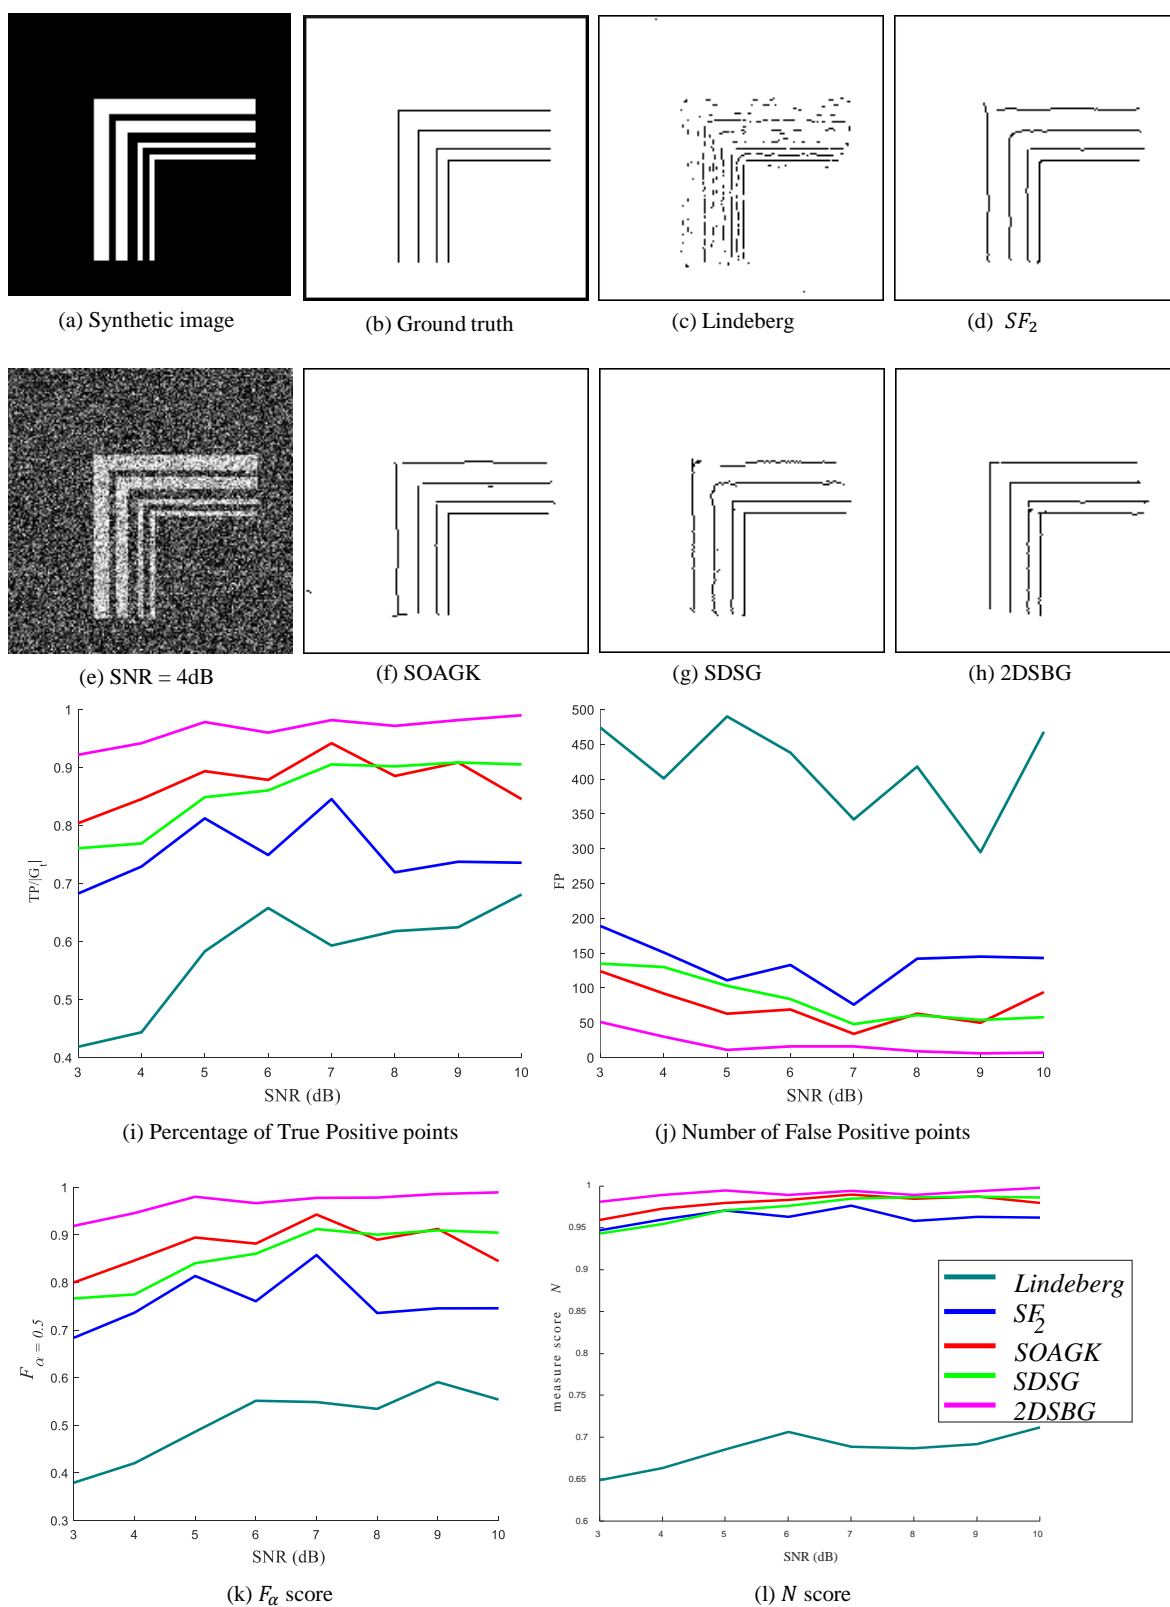 (a) Synthetic image
(b) Ground truth
(c) Lindeberg
(d) SF₂
(e) SNR = 4dB
(f) SOAGK
(g) SDSG
(h) 2DSBG
1
0.9
0.8
0.7
0.6
0.5
0.4
TP/|Gₜ|
3 4 5 6 7 8 9 10
SNR (dB)
(i) Percentage of True Positive points
500
450
400
350
300
250
200
150
100
50
0
FP
3 4 5 6 7 8 9 10
SNR (dB)
(j) Number of False Positive points
1
0.9
0.8
0.7
0.6
0.5
0.4
0.3
F α = 0.5
3 4 5 6 7 8 9 10
SNR (dB)
(k) Fα score
1
0.95
0.9
0.85
0.8
0.75
0.7
0.65
0.6
measure score N
3 4 5 6 7 8 9 10
SNR (dB)
Lindeberg
SF₂
SOAGK
SDSG
2DSBG
(l) N score